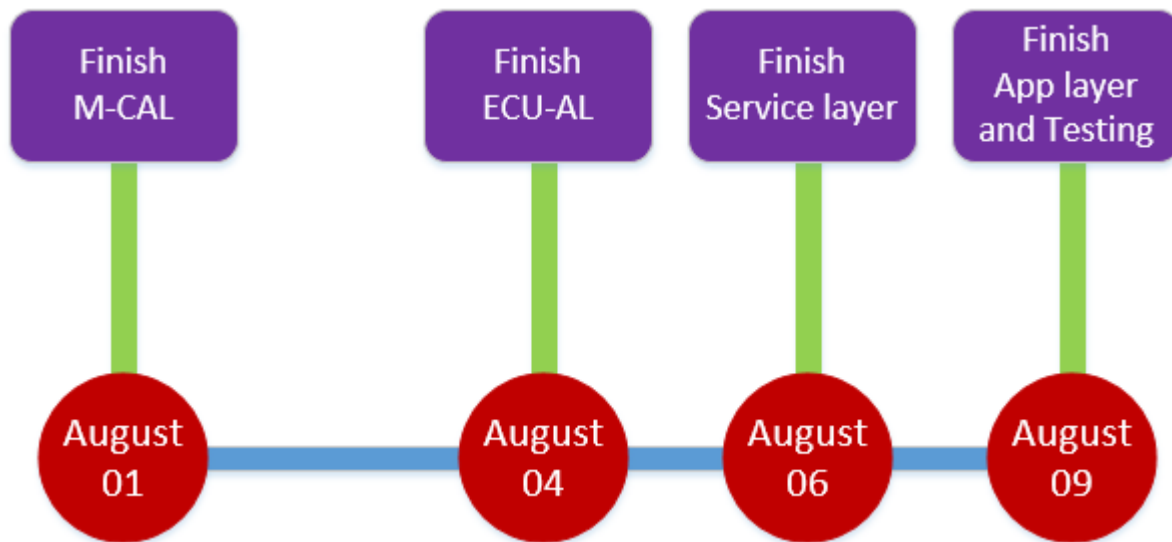 Finish
M-CAL
Finish
ECU-AL
Finish
Service layer
Finish
App layer
and Testing
August
01
August
04
August
06
August
09